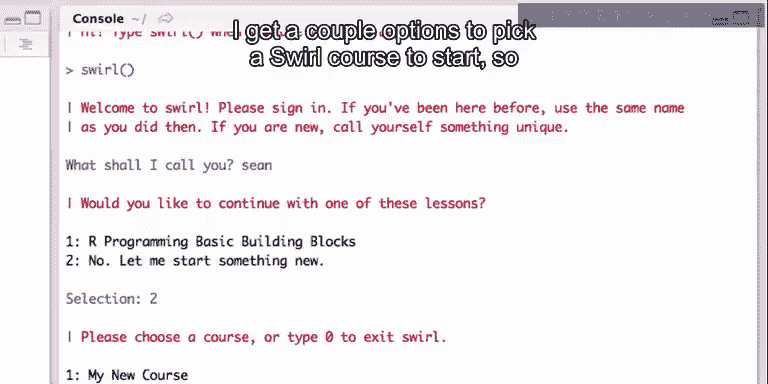 Console ~/
I get a couple options to pick
a Swirl course to start, so
| Hi! Type swirl() when
> swirl()
| Welcome to swirl! Please sign in. If you've been here before, use the same name
| as you did then. If you are new, call yourself something unique.
What shall I call you? sean
| Would you like to continue with one of these lessons?
1: R Programming Basic Building Blocks
2: No. Let me start something new.
Selection: 2
| Please choose a course, or type 0 to exit swirl.
1: My New Course